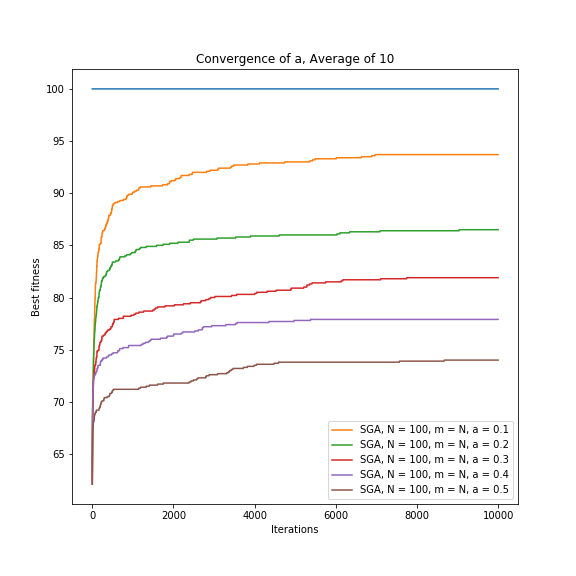 Convergence of a, Average of 10
Best fitness
100
95
90
85
80
75
70
65
SGA, N = 100, m = N, a = 0.1
SGA, N = 100, m = N, a = 0.2
SGA, N = 100, m = N, a = 0.3
SGA, N = 100, m = N, a = 0.4
SGA, N = 100, m = N, a = 0.5
0 2000 4000 6000 8000 10000
Iterations